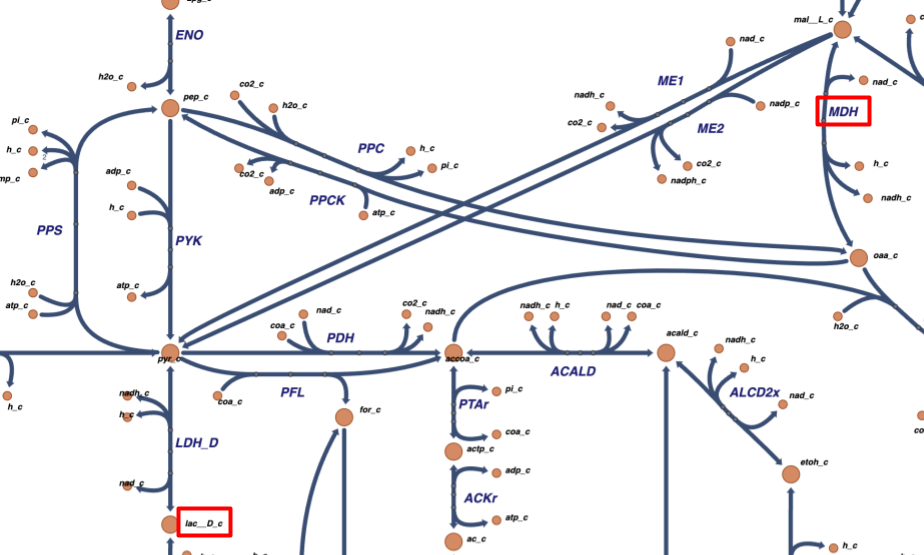 mal__L_c
ENO
nad_c
h2o_c
ME1
co2_c
nad_c
pep_c
nadh_c
h2o_c
nadp_c
MDH
pi_c
co2_c
ME2
PPC
h_c
h_c
2
co2_c
h_c
pi_c
co2_c
adp_c
mp_c
nadph_c
adp_c
PPCK
nadh_c
h_c
atp_c
PPS
PYK
oaa_c
h2o_c
atp_c
atp_c
nad_c
co2_c
nadh_c
nadh_c
h_c
nad_c
coa_c
h2o_c
coa_c
PDH
acald_c
nadh_c
pyr_c
accoa_c
h_c
ACALD
nadh_c
PFL
pi_c
ALCD2x
nad_c
h_c
coa_c
PTAr
h_c
for_c
LDH_D
coa_c
co
actp_c
etoh_c
nad_c
adp_c
ACKr
lac__D_c
atp_c
ac_c
h_c